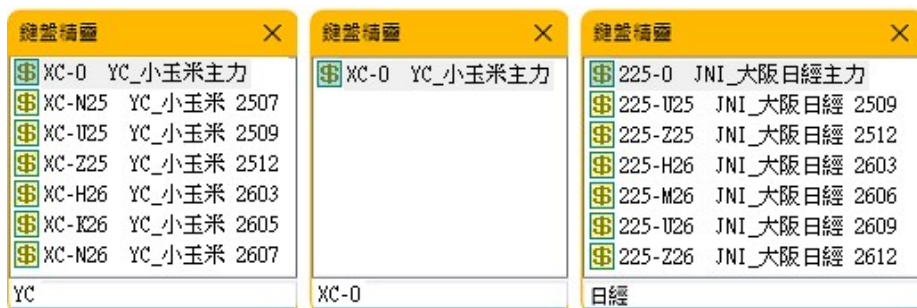 鍵盤精靈
XC-0 YC_小玉米主力
XC-N25 YC_小玉米 2507
XC-U25 YC_小玉米 2509
XC-Z25 YC_小玉米 2512
XC-H26 YC_小玉米 2603
XC-K26 YC_小玉米 2605
XC-N26 YC_小玉米 2607
YC
鍵盤精靈
XC-0 YC_小玉米主力
XC-0
鍵盤精靈
225-0 JNI_大阪日經主力
225-U25 JNI_大阪日經 2509
225-Z25 JNI_大阪日經 2512
225-H26 JNI_大阪日經 2603
225-M26 JNI_大阪日經 2606
225-U26 JNI_大阪日經 2609
225-Z26 JNI_大阪日經 2612
日經